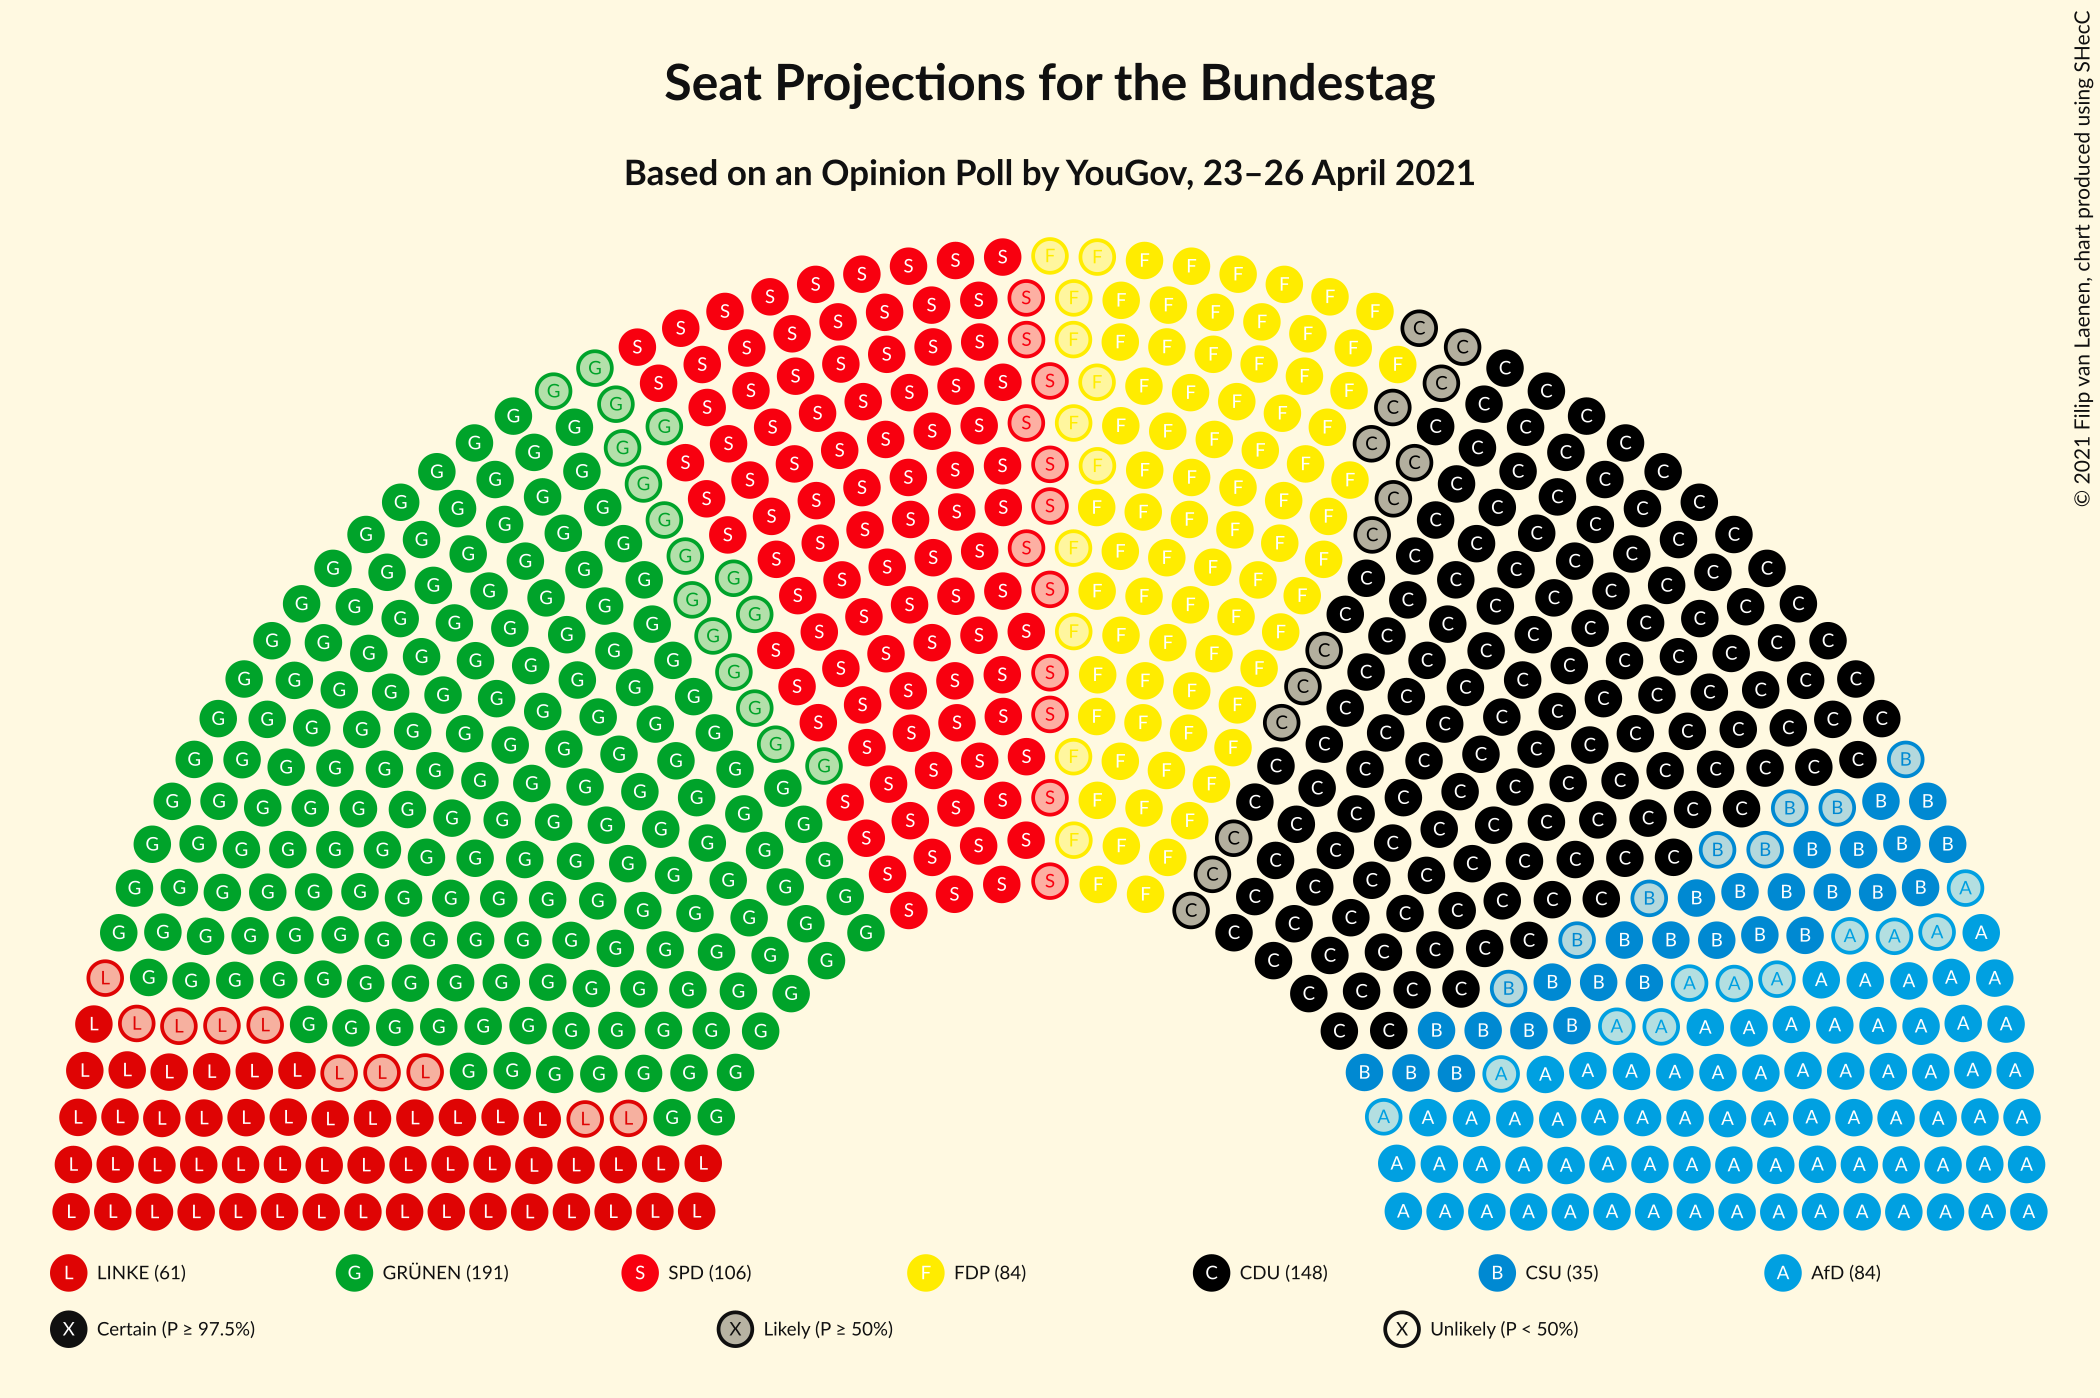 Seat Projections for the Bundestag
Based on an Opinion Poll by YouGov, 23–26 April 2021
© 2021 Filip van Laenen, chart produced using SHecC
L LINKE (61) G GRÜNEN (191) S SPD (106) F FDP (84) C CDU (148) B CSU (35) A AfD (84)
X Certain (P ≥ 97.5%) X Likely (P ≥ 50%) X Unlikely (P < 50%)